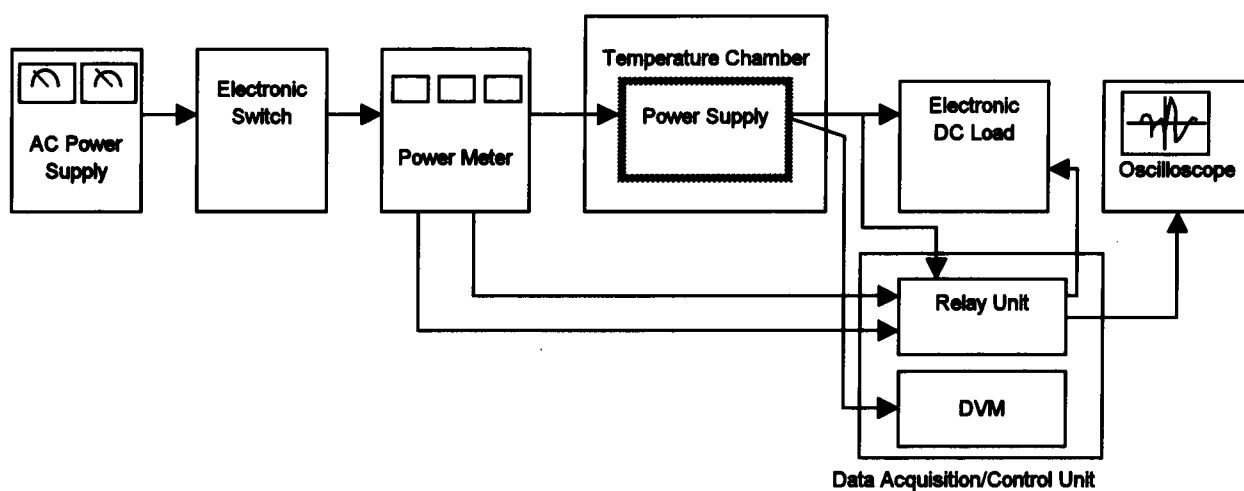 AC Power
Supply
Electronic
Switch
Power Meter
Temperature Chamber
Power Supply
Electronic
DC Load
Oscilloscope
Relay Unit
DVM
Data Acquisition/Control Unit